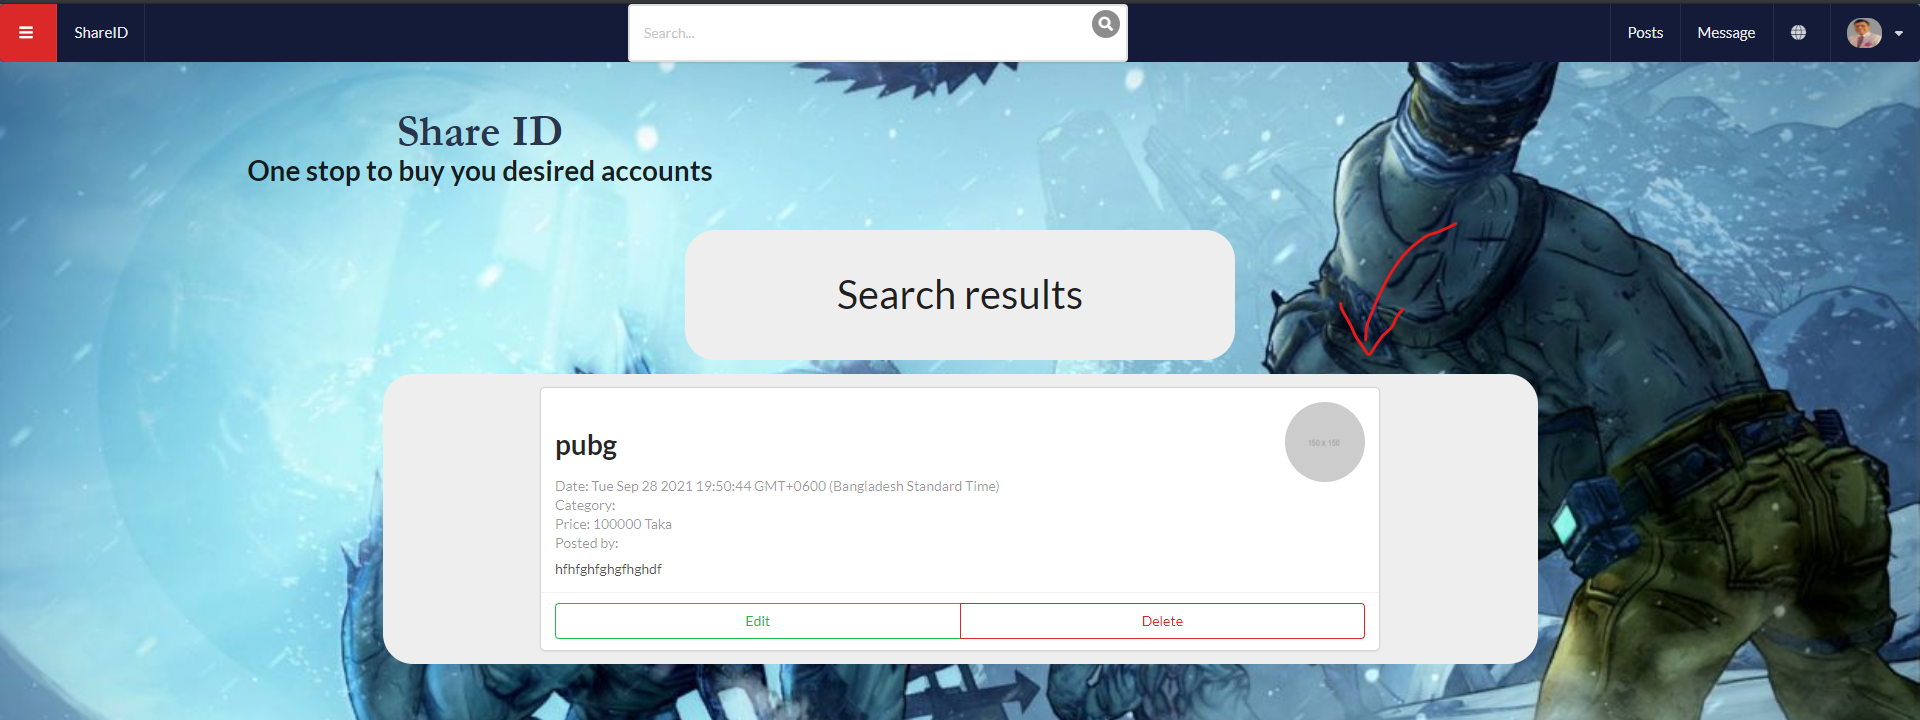 ShareID
Search...
Posts
Message
Share ID
One stop to buy you desired accounts
Search results
pubg
150 x 150
Date: Tue Sep 28 2021 19:50:44 GMT+0600 (Bangladesh Standard Time)
Category:
Price: 100000 Taka
Posted by:
hfhfghfghgfhghdf
Edit
Delete